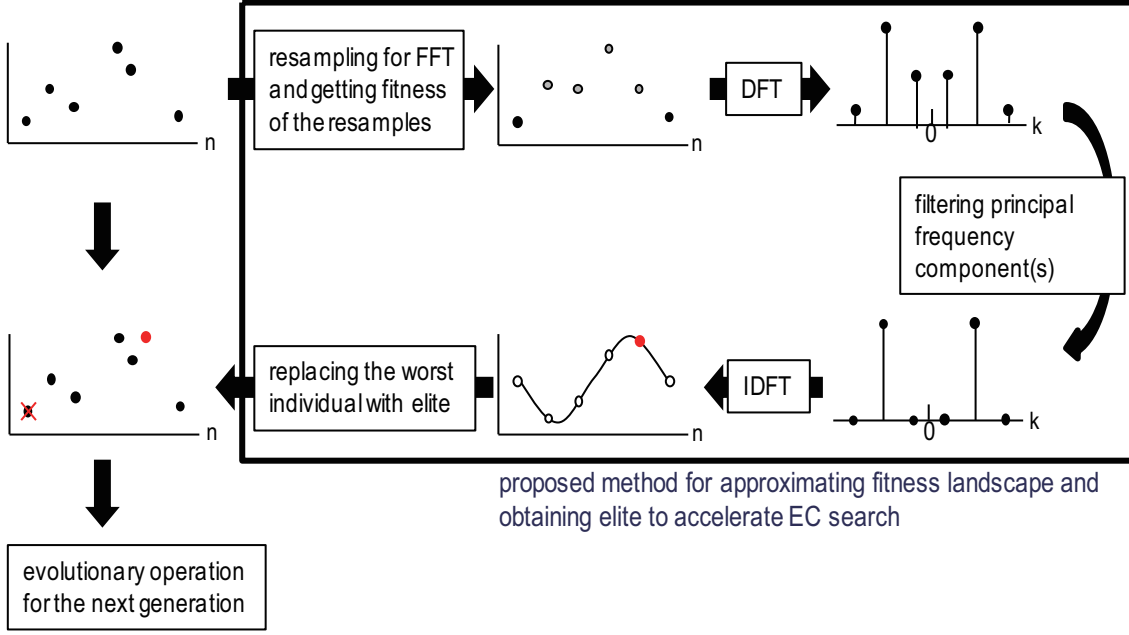 resampling for FFT
and getting fitness
of the resamples
n
n
DFT
0
k
filtering principal
frequency
component(s)
replacing the worst
individual with elite
n
n
IDFT
0
k
proposed method for approximating fitness landscape and
obtaining elite to accelerate EC search
evolutionary operation
for the next generation